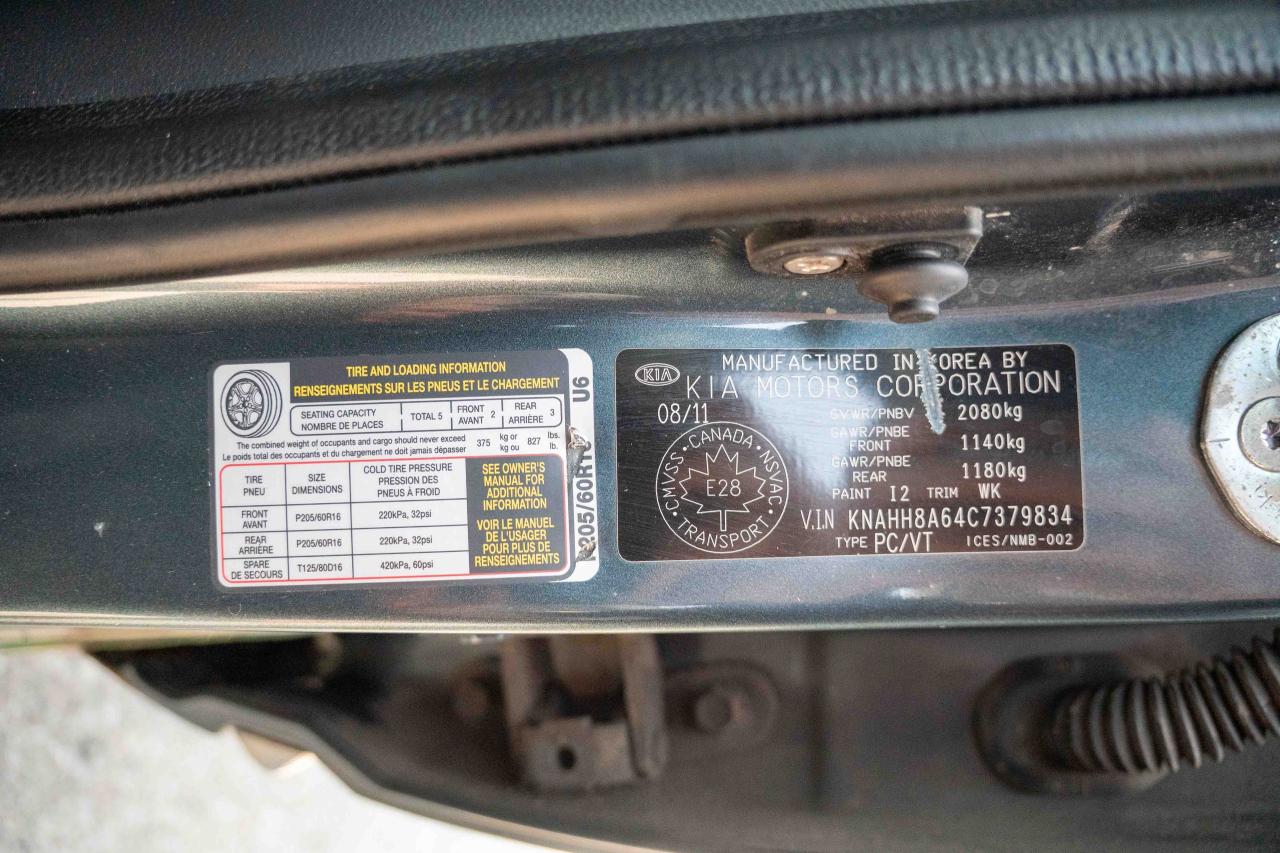 TIRE AND LOADING INFORMATION
RENSEIGNEMENTS SUR LES PNEUS ET LE CHARGEMENT
SEATING CAPACITY
NOMBRE DE PLACES
TOTAL 5
FRONT
AVANT 2
REAR
ARRIÈRE 3
The combined weight of occupants and cargo should never exceed 375 kg or 827 lbs.
Le poids total des occupants et du chargement ne doit jamais dépasser kg ou lb.
TIRE
PNEU
SIZE
DIMENSIONS
COLD TIRE PRESSURE
PRESSION DES
PNEUS À FROID
FRONT
AVANT
P205/60R16
220kPa, 32psi
REAR
ARRIÈRE
P205/60R16
220kPa, 32psi
SPARE
DE SECOURS
T125/80D16
420kPa, 60psi
SEE OWNER'S
MANUAL FOR
ADDITIONAL
INFORMATION
VOIR LE MANUEL
DE L'USAGER
POUR PLUS DE
RENSEIGNEMENTS
U6
KIA
MANUFACTURED IN KOREA BY
KIA MOTORS CORPORATION
08/11
GVWR/PNBV 2080kg
GAWR/PNBE
FRONT 1140kg
GAWR/PNBE
REAR 1180kg
PAINT I2 TRIM WK
V.I.N KNAHH8A64C7379834
TYPE PC/VT ICES/NMB-002
CMVSS • CANADA • NSVAC
E28
TRANSPORT